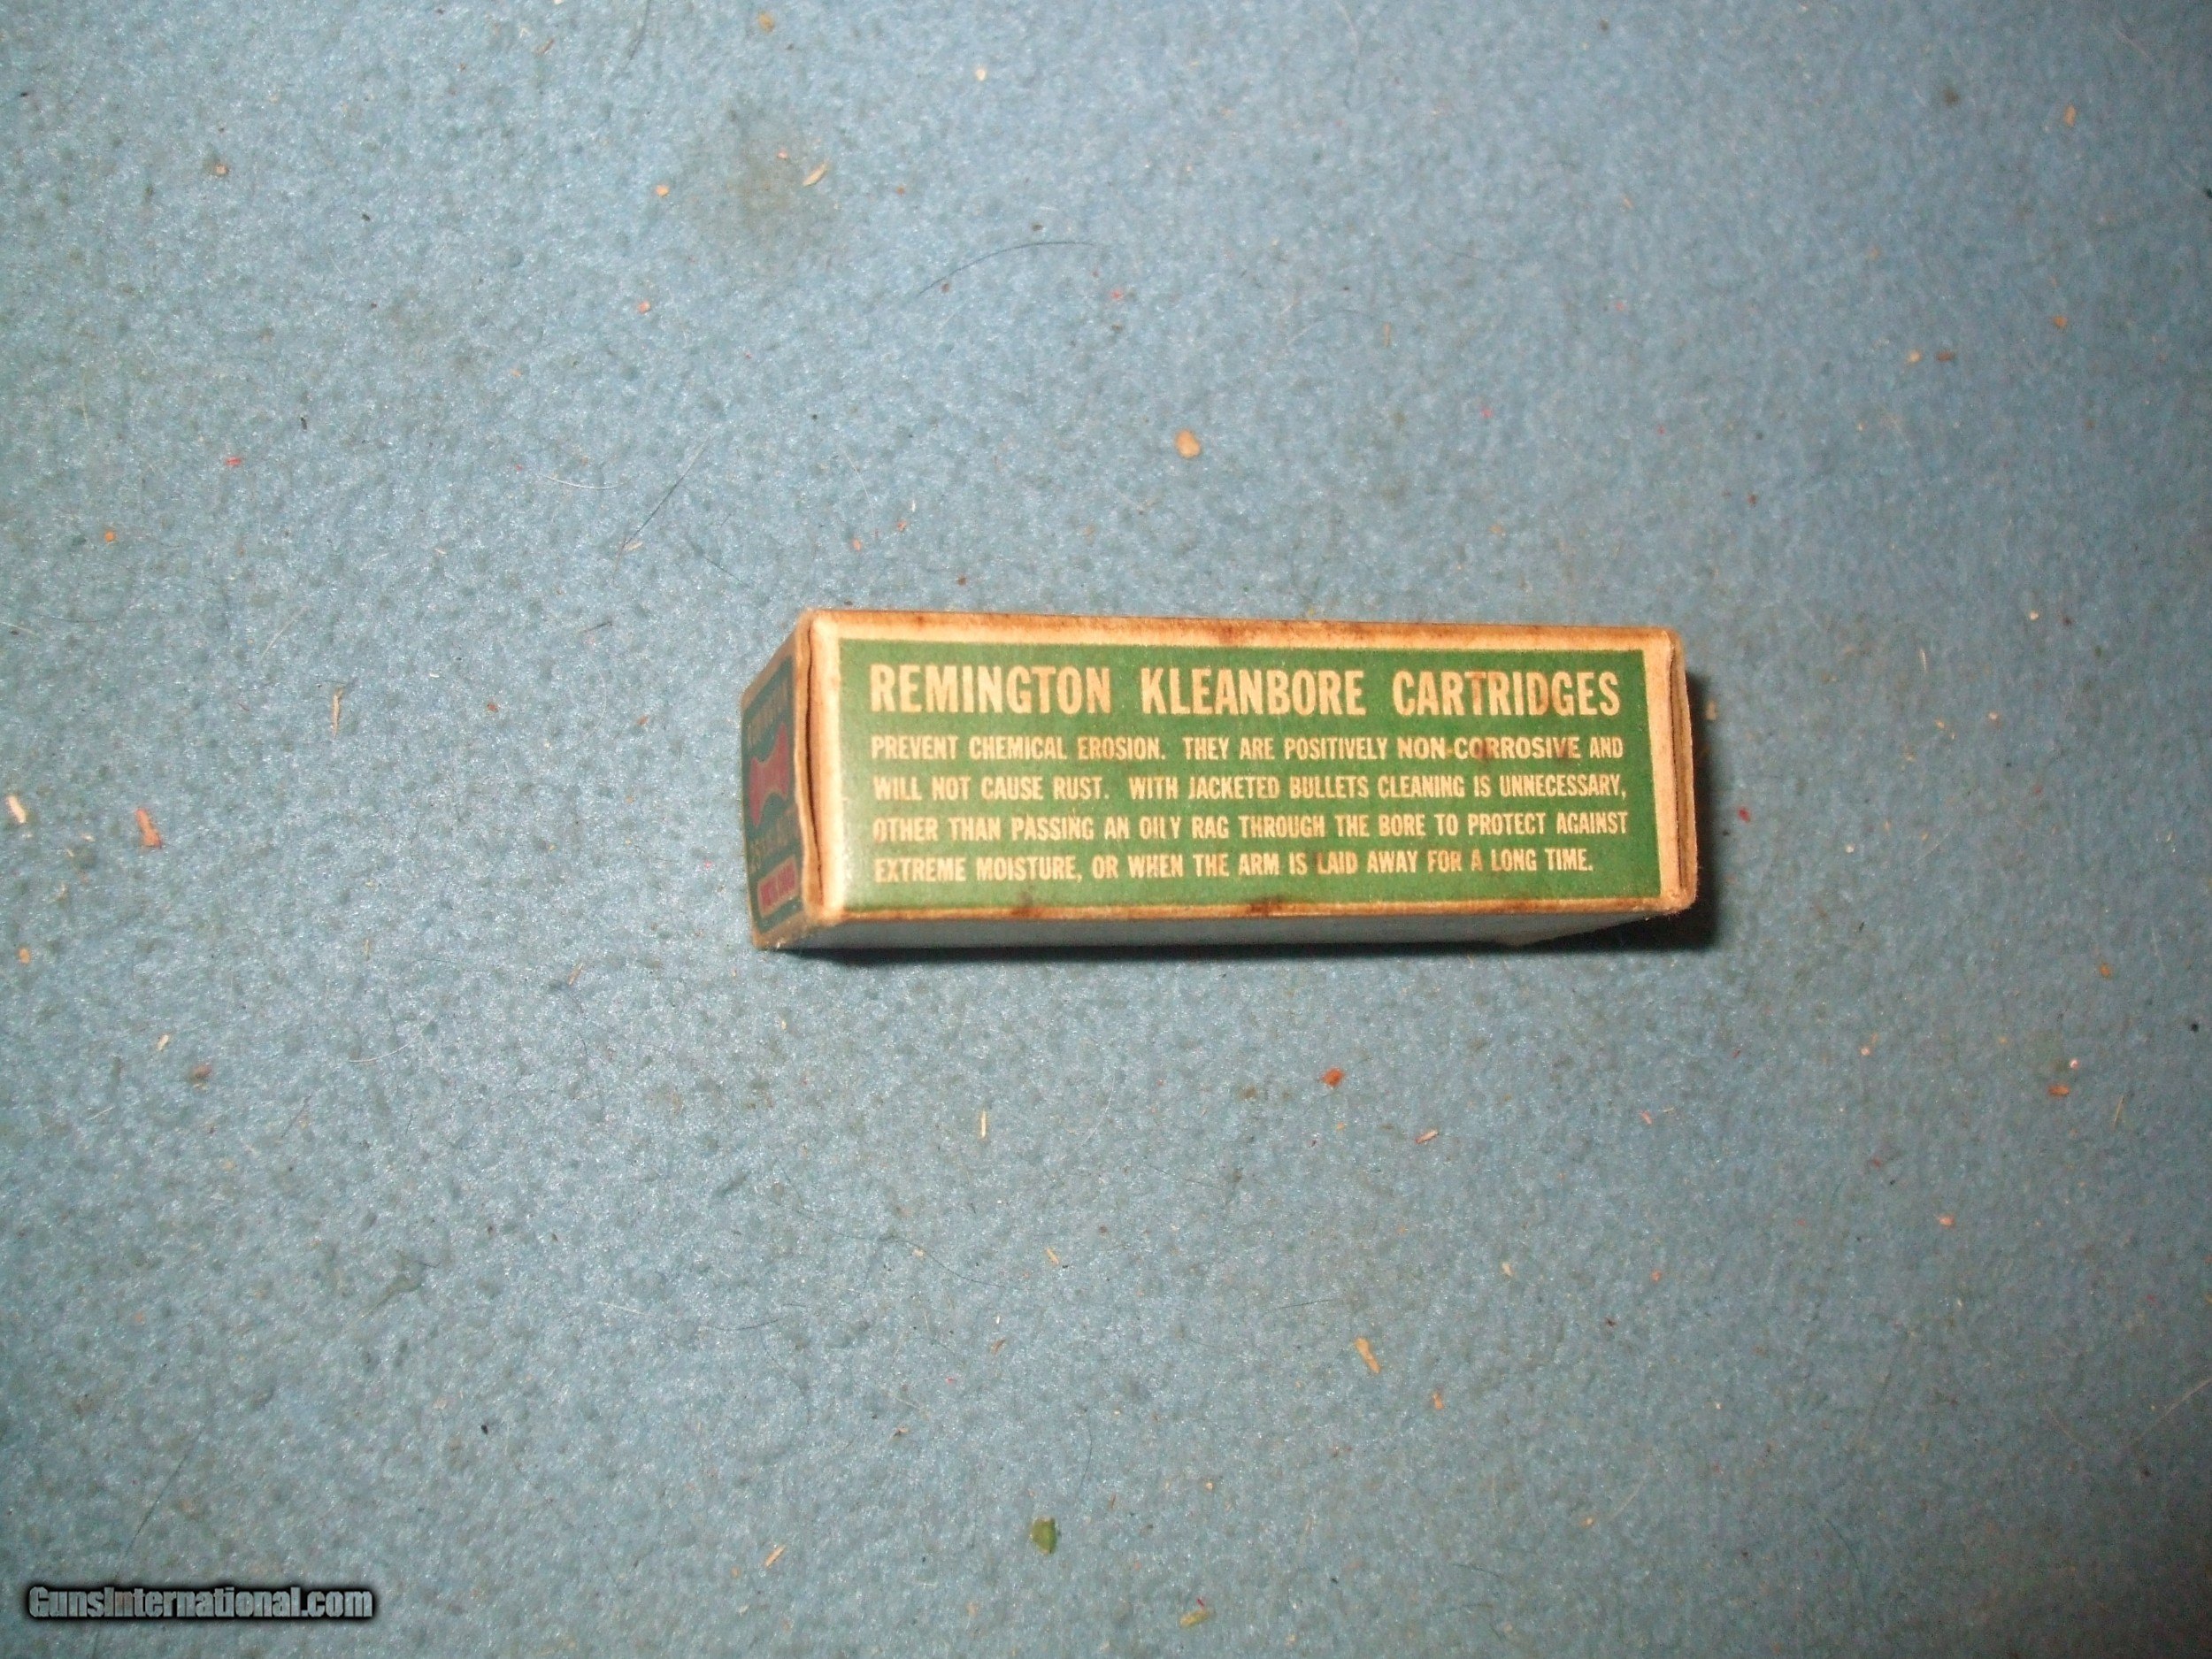 REMINGTON KLEANBORE CARTRIDGES
PREVENT CHEMICAL EROSION. THEY ARE POSITIVELY NON-CORROSIVE AND
WILL NOT CAUSE RUST. WITH JACKETED BULLETS CLEANING IS UNNECESSARY,
OTHER THAN PASSING AN OILY RAG THROUGH THE BORE TO PROTECT AGAINST
EXTREME MOISTURE, OR WHEN THE ARM IS LAID AWAY FOR A LONG TIME.
GunsInternational.com